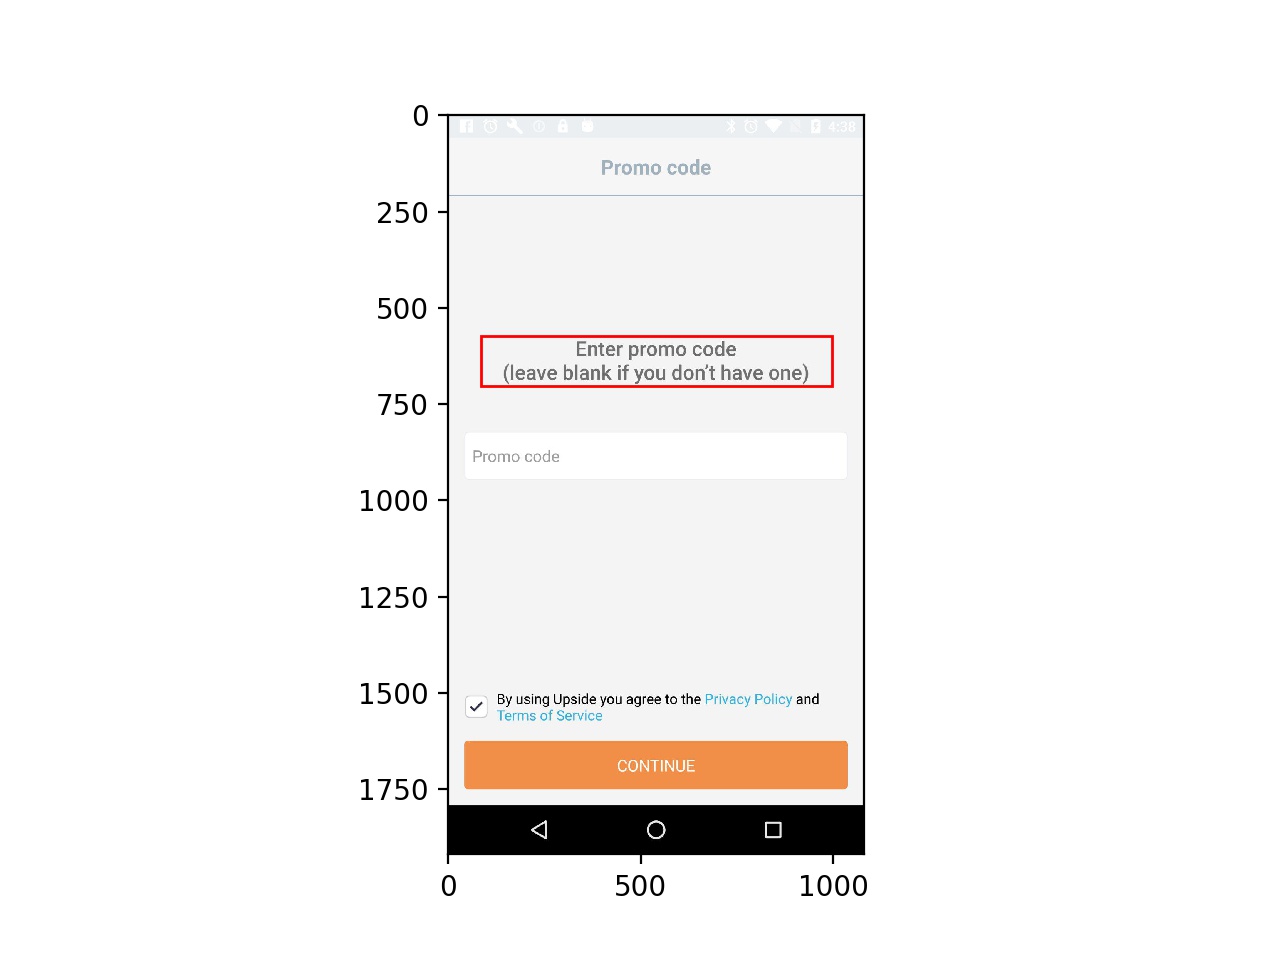 0
250
500
750
1000
1250
1500
1750
0
500
1000
4:38
Promo code
Enter promo code
(leave blank if you don't have one)
Promo code
By using Upside you agree to the Privacy Policy and
Terms of Service
CONTINUE